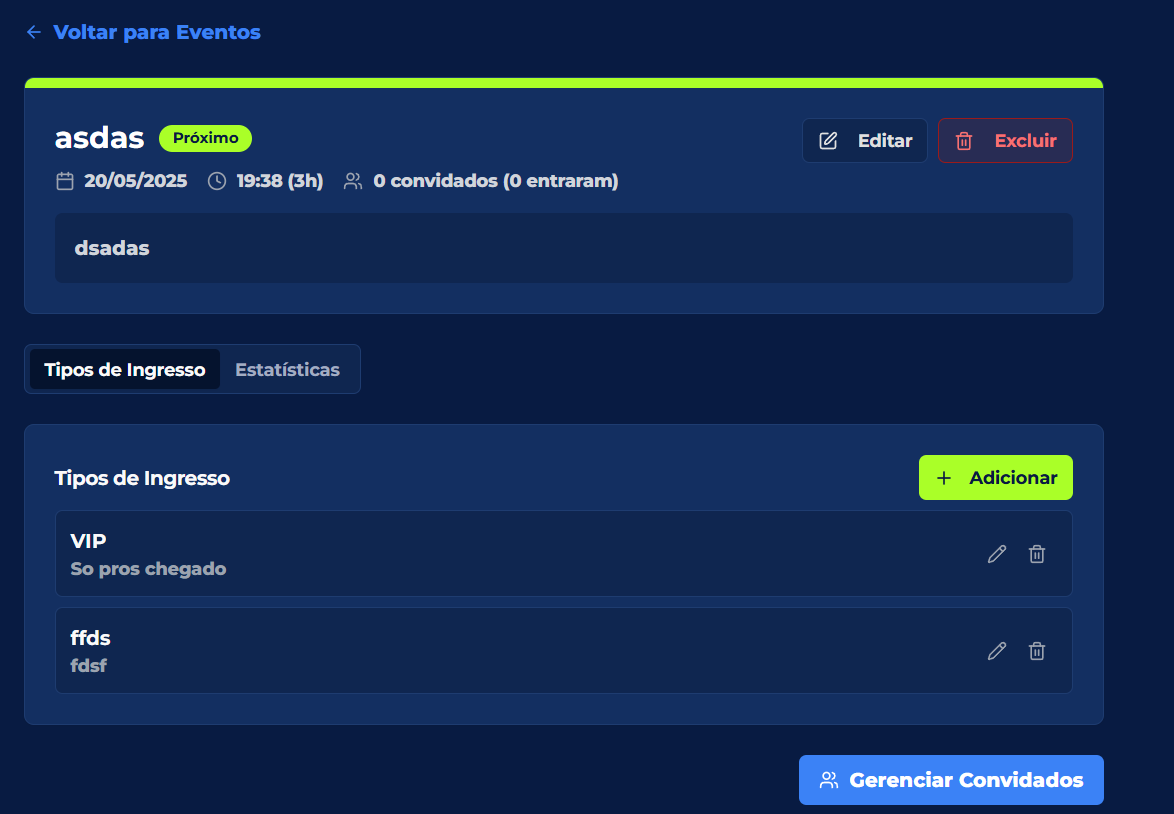 Voltar para Eventos
asdas Próximo
Editar Excluir
20/05/2025 19:38 (3h) 0 convidados (0 entraram)
dsadas
Tipos de Ingresso Estatísticas
Tipos de Ingresso
Adicionar
VIP
So pros chegado
ffds
fdsf
Gerenciar Convidados